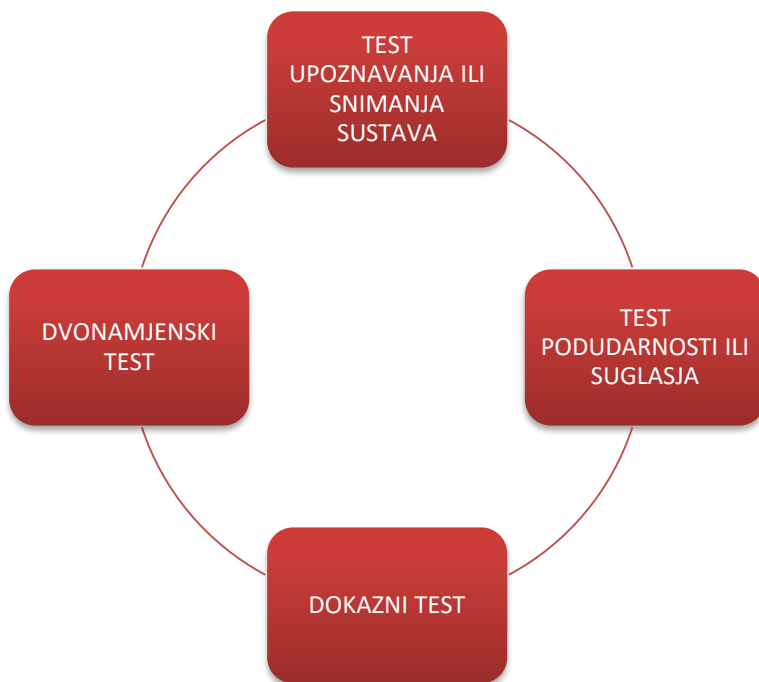 TEST
UPOZNAVANJA ILI
SNIMANJA
SUSTAVA
DVONAMJENSKI
TEST
TEST
PODUDARNOSTI ILI
SUGLASJA
DOKAZNI TEST